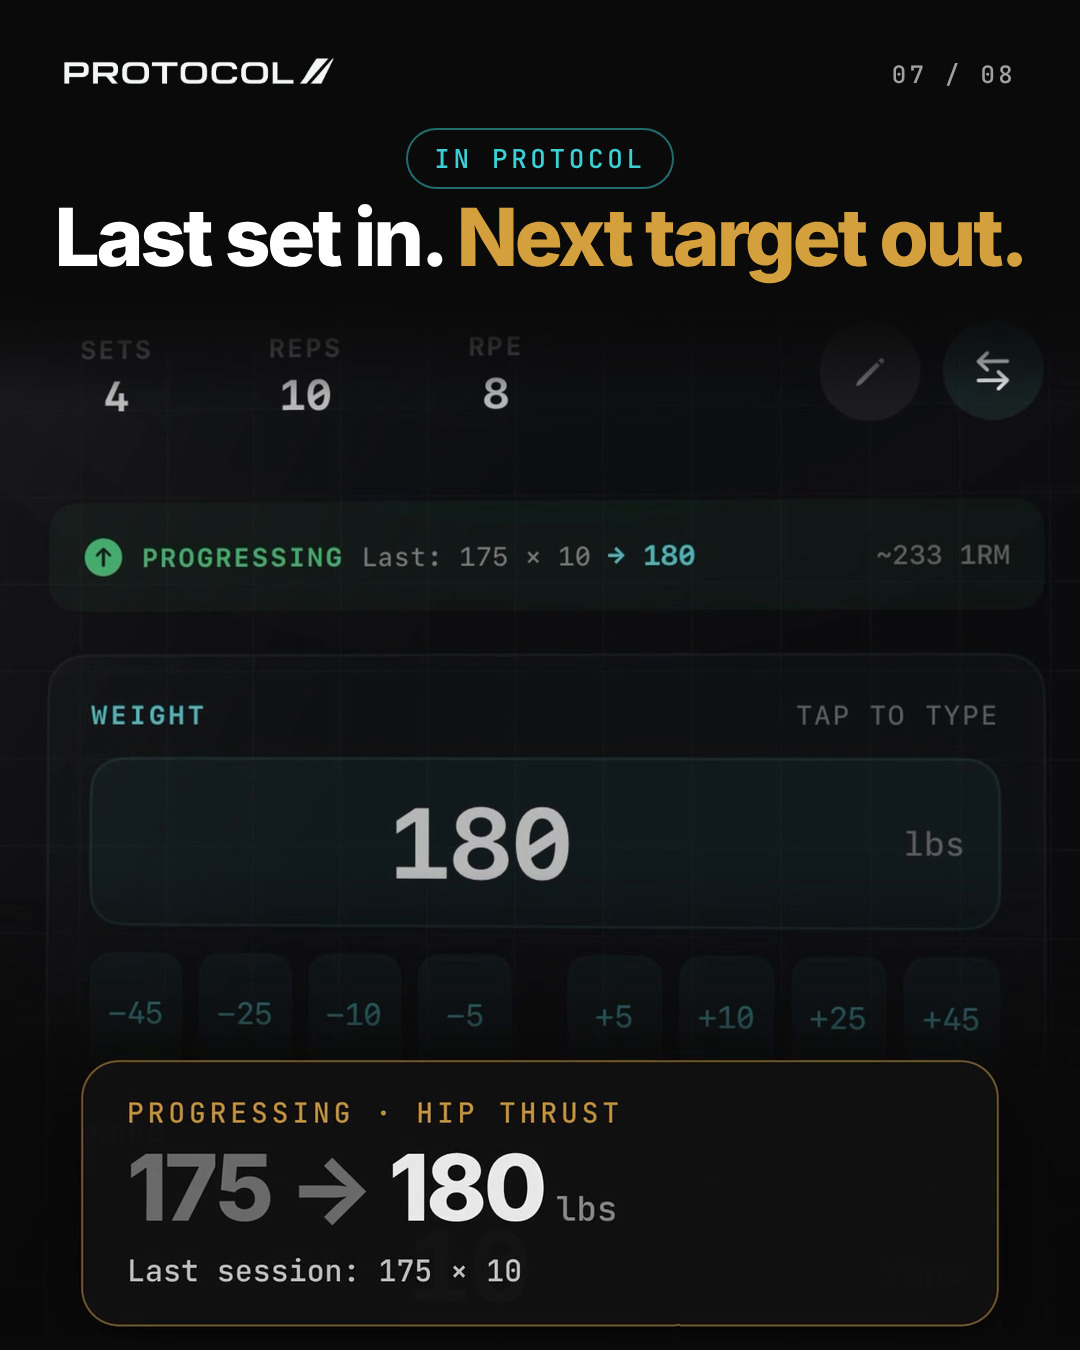 PROTOCOL
07 / 08
IN PROTOCOL
Last set in. Next target out.
SETS REPS RPE
4 10 8
PROGRESSING Last: 175 × 10 → 180 ~233 1RM
WEIGHT TAP TO TYPE
180 lbs
−45 −25 −10 −5 +5 +10 +25 +45
PROGRESSING · HIP THRUST
REPS
175 → 180 lbs
10
Last session: 175 × 10